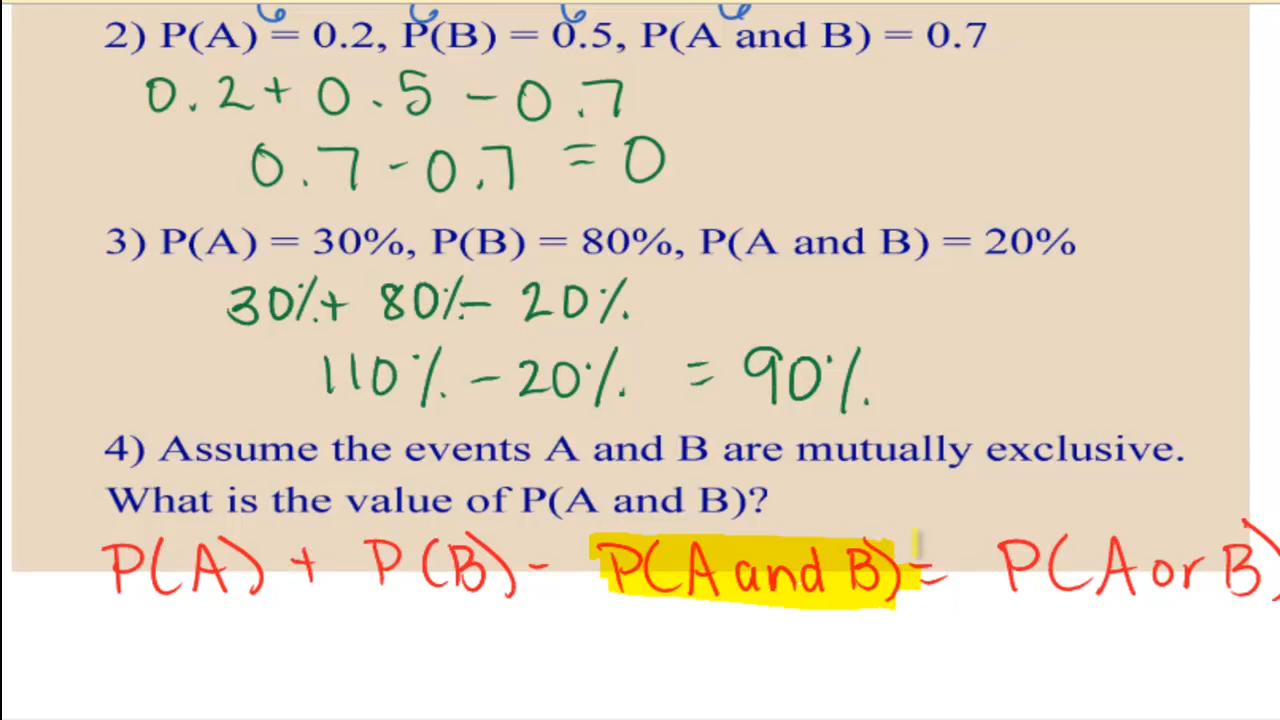 2) P(A) = 0.2, P(B) = 0.5, P(A and B) = 0.7
0.2 + 0.5 - 0.7
0.7 - 0.7 = 0
3) P(A) = 30%, P(B) = 80%, P(A and B) = 20%
30% + 80% - 20%
110% - 20% = 90%
4) Assume the events A and B are mutually exclusive.
What is the value of P(A and B)?
P(A) + P(B) - P(A and B) = P(A or B)